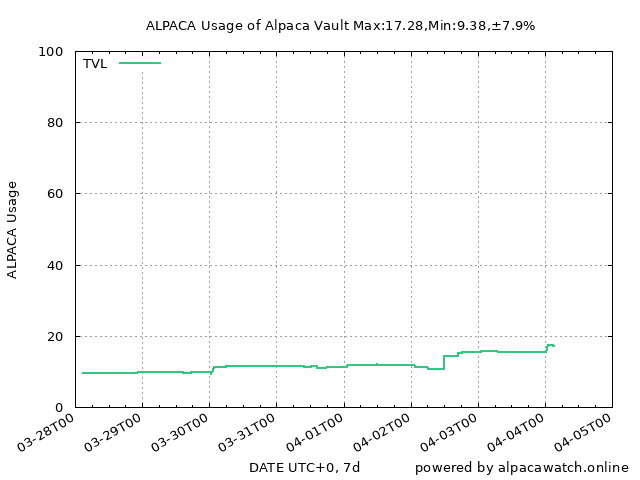 ALPACA Usage of Alpaca Vault Max:17.28,Min:9.38,±7.9%
TVL
100
80
60
40
20
0
ALPACA Usage
03-28T00
03-29T00
03-30T00
03-31T00
04-01T00
04-02T00
04-03T00
04-04T00
04-05T00
DATE UTC+0, 7d
powered by alpacawatch.online